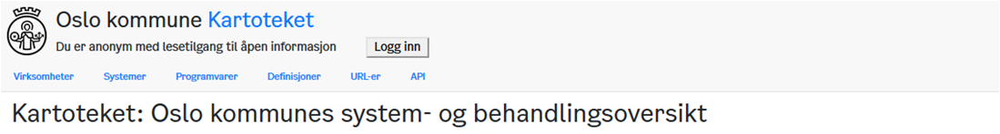 Oslo kommune Kartoteket
Du er anonym med lesetilgang til åpen informasjon Logg inn
Virksomheter Systemer Programvarer Definisjoner URL-er API
Kartoteket: Oslo kommunes system- og behandlingsoversikt